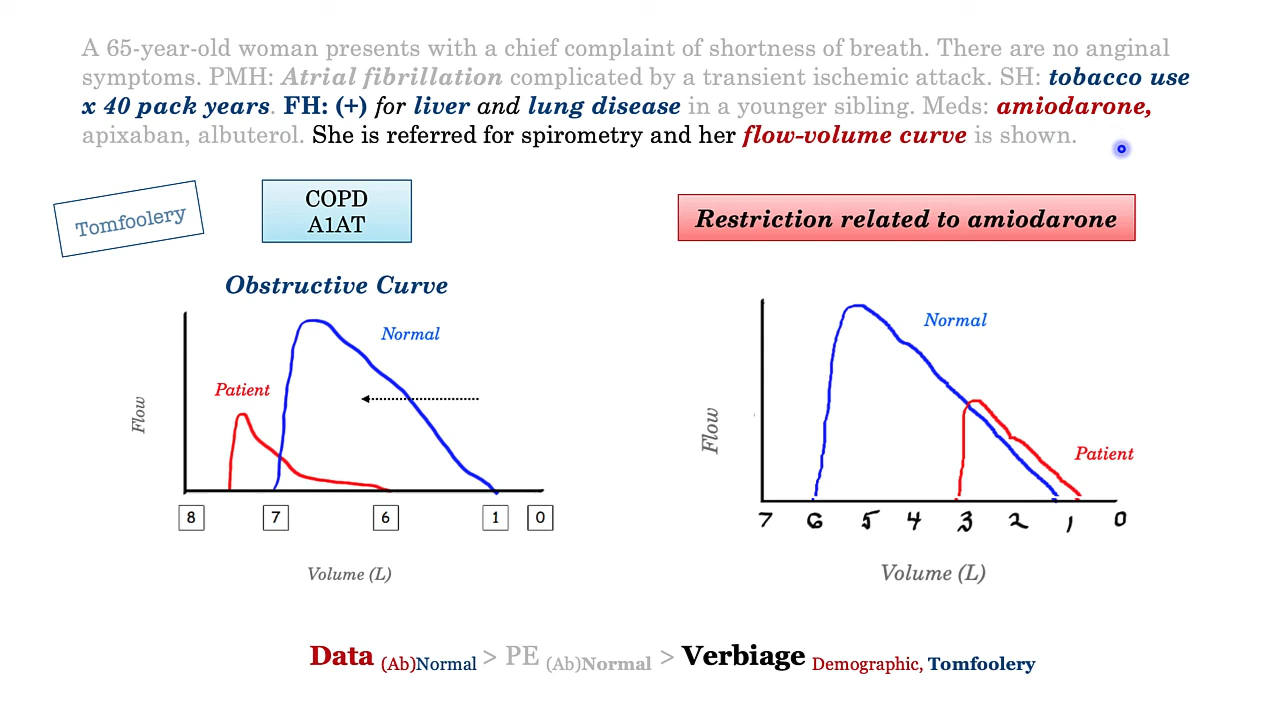 A 65-year-old woman presents with a chief complaint of shortness of breath. There are no anginal
symptoms. PMH: Atrial fibrillation complicated by a transient ischemic attack. SH: tobacco use
x 40 pack years. FH: (+) for liver and lung disease in a younger sibling. Meds: amiodarone,
apixaban, albuterol. She is referred for spirometry and her flow-volume curve is shown.
Tomfoolery
COPD
A1AT
Restriction related to amiodarone
Obstructive Curve
Normal
Patient
Flow
8 7 6 1 0
Volume (L)
Normal
Flow
Patient
7 6 5 4 3 2 1 0
Volume (L)
Data (Ab)Normal > PE (Ab)Normal > Verbiage Demographic, Tomfoolery